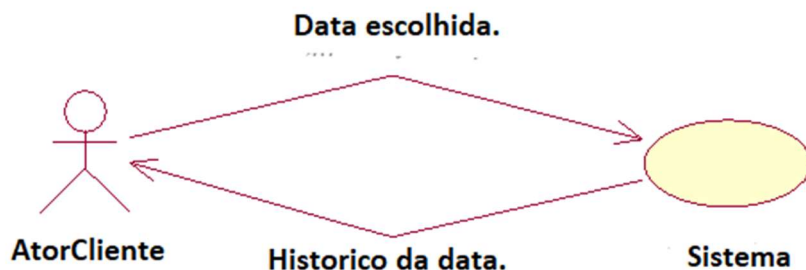 Data escolhida.
AtorCliente
Historico da data.
Sistema